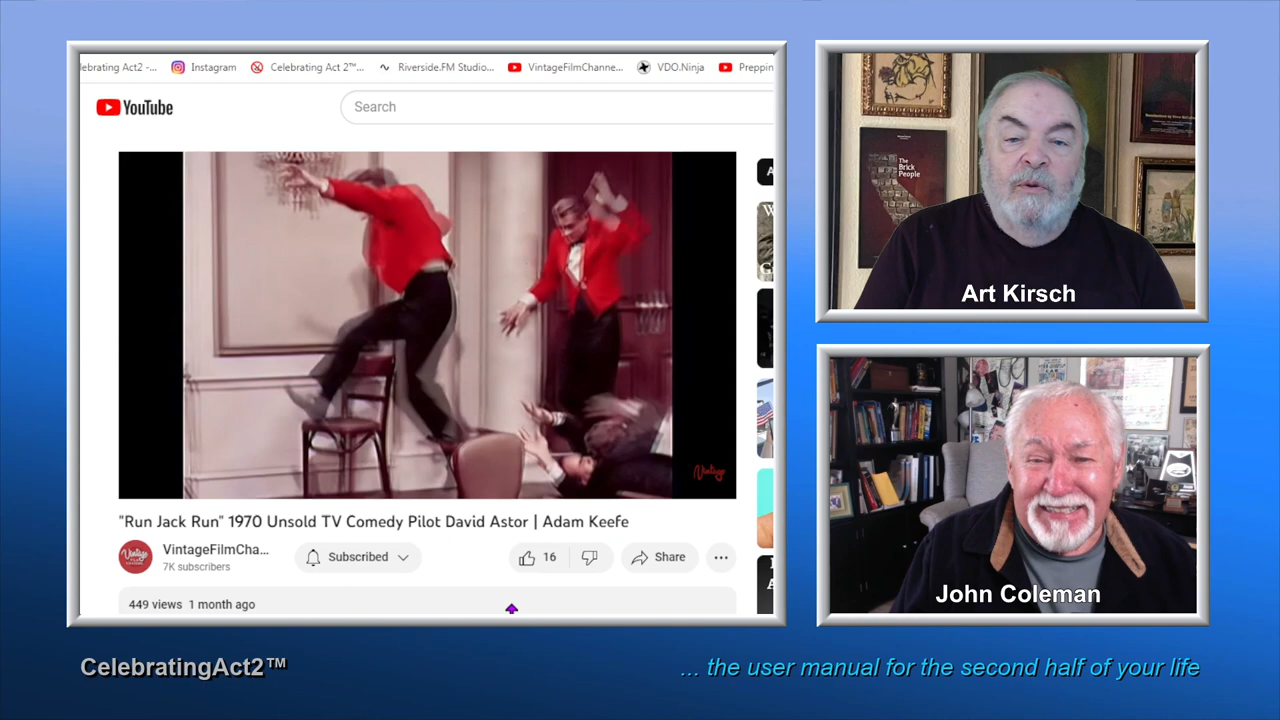 lebrating Act2 -... Instagram Celebrating Act 2™... Riverside.FM Studio... VintageFilmChanne... VDO.Ninja Preppin
YouTube
Search
Vintage
"Run Jack Run" 1970 Unsold TV Comedy Pilot David Astor | Adam Keefe
VintageFilmCha...
7K subscribers
Subscribed
16
Share
449 views 1 month ago
The
Brick
People
Art Kirsch
John Coleman
CelebratingAct2™
... the user manual for the second half of your life